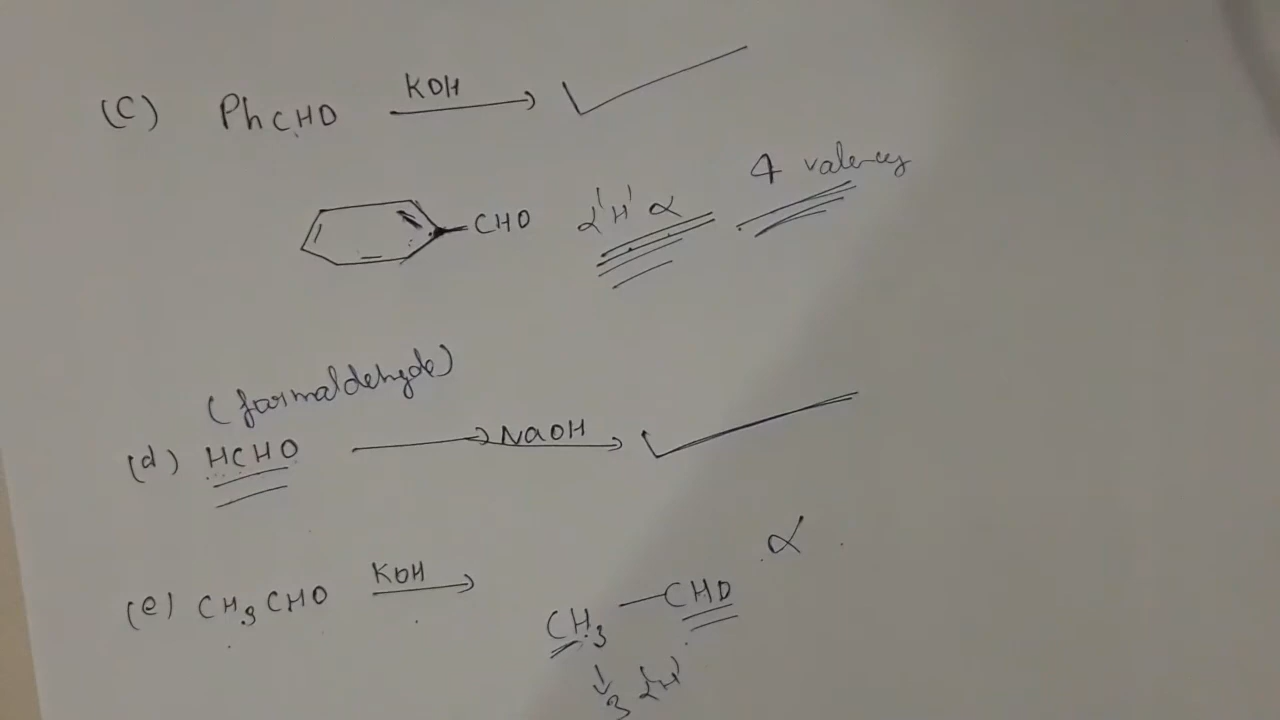 (C) PhCHO KOH →
CHO α 'H' α 4 valency
(formaldehyde)
(d) HCHO → NaOH →
(e) CH3CHO KOH →
CH3 — CHO α
↓
3 α'H'